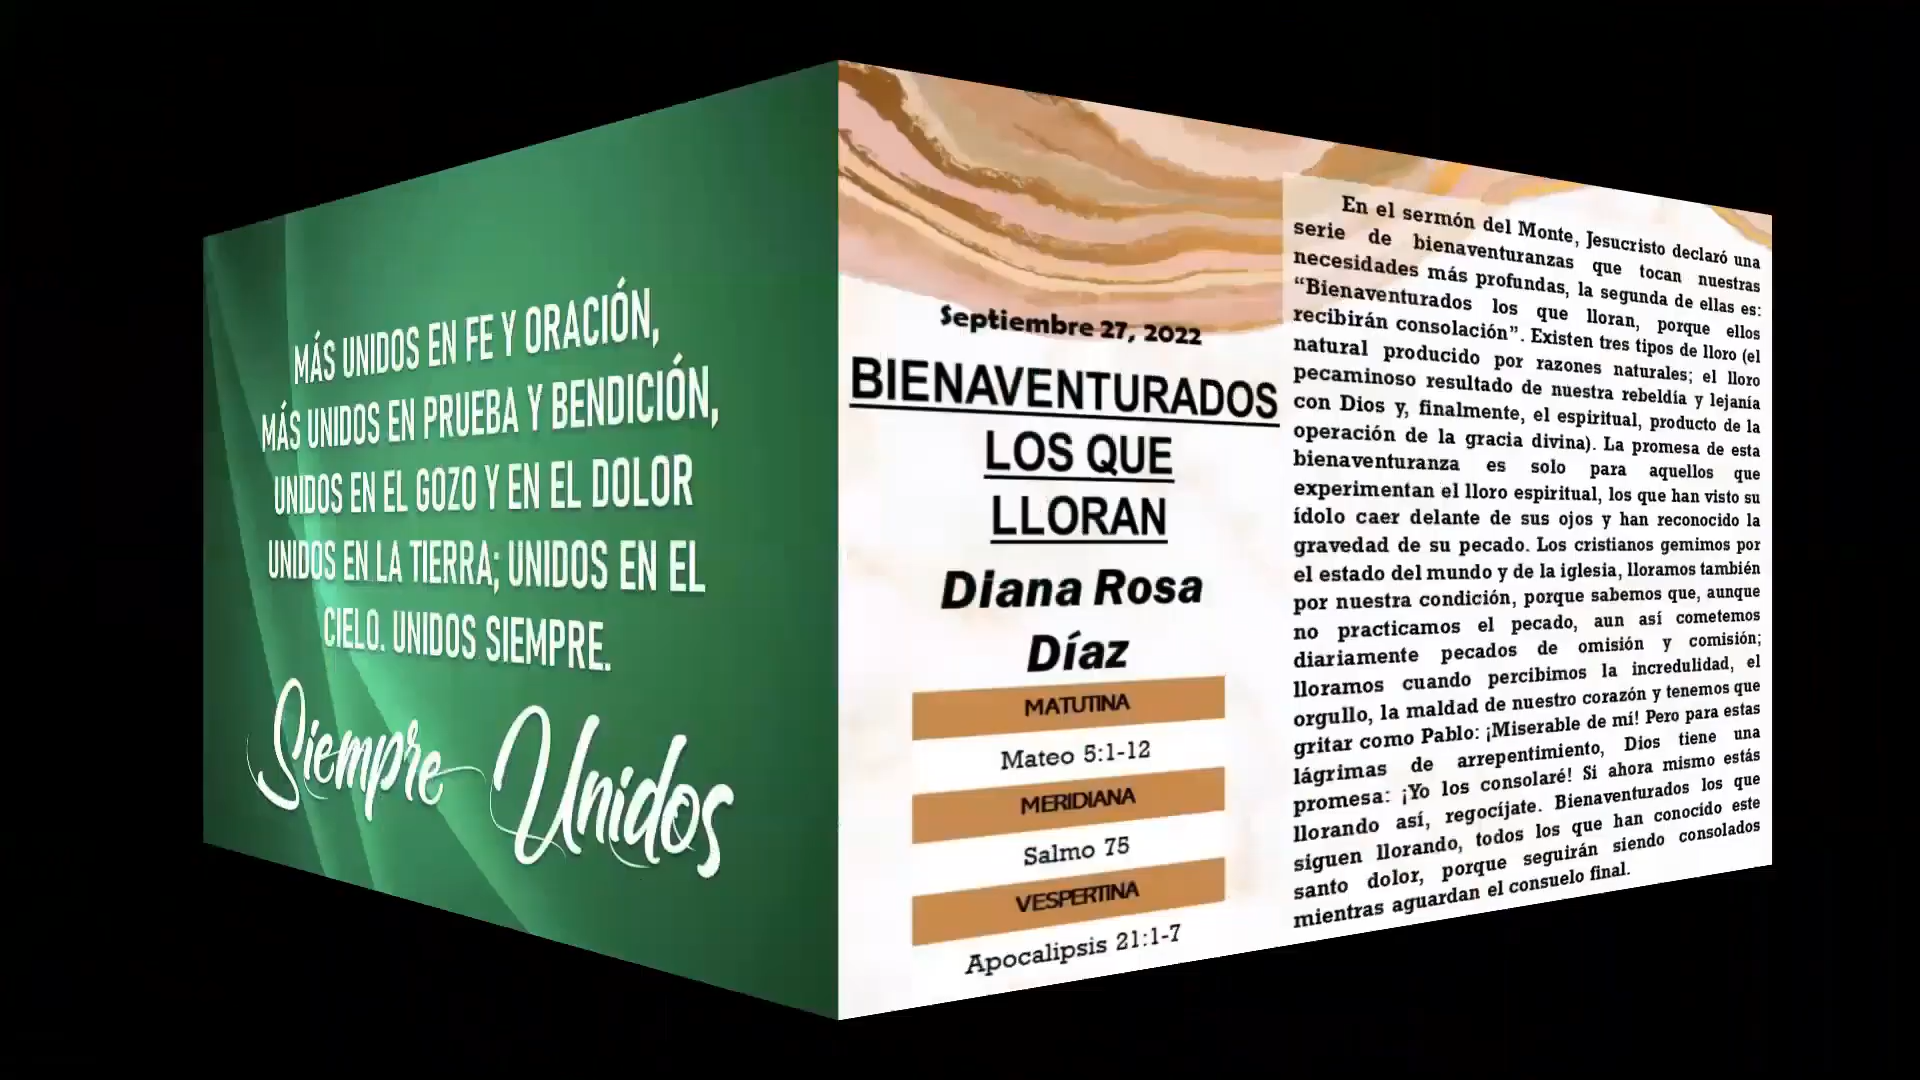 MÁS UNIDOS EN FE Y ORACIÓN,
MÁS UNIDOS EN PRUEBA Y BENDICIÓN,
UNIDOS EN EL GOZO Y EN EL DOLOR
UNIDOS EN LA TIERRA; UNIDOS EN EL
CIELO. UNIDOS SIEMPRE.
Siempre Unidos
Septiembre 27, 2022
BIENAVENTURADOS
LOS QUE
LLORAN
Diana Rosa
Díaz
MATUTINA
Mateo 5:1-12
MERIDIANA
Salmo 75
VESPERTINA
Apocalipsis 21:1-7
En el sermón del Monte, Jesucristo declaró una
serie de bienaventuranzas que tocan nuestras
necesidades más profundas, la segunda de ellas es:
“Bienaventurados los que lloran, porque ellos
recibirán consolación”. Existen tres tipos de lloro (el
natural producido por razones naturales; el lloro
pecaminoso resultado de nuestra rebeldía y lejanía
con Dios y, finalmente, el espiritual, producto de la
operación de la gracia divina). La promesa de esta
bienaventuranza es solo para aquellos que
experimentan el lloro espiritual, los que han visto su
ídolo caer delante de sus ojos y han reconocido la
gravedad de su pecado. Los cristianos gemimos por
el estado del mundo y de la iglesia, lloramos también
por nuestra condición, porque sabemos que, aunque
no practicamos el pecado, aun así cometemos
diariamente pecados de omisión y comisión;
lloramos cuando percibimos la incredulidad, el
orgullo, la maldad de nuestro corazón y tenemos que
gritar como Pablo: ¡Miserable de mí! Pero para estas
lágrimas de arrepentimiento, Dios tiene una
promesa: ¡Yo los consolaré! Si ahora mismo estás
llorando así, regocíjate. Bienaventurados los que
siguen llorando, todos los que han conocido este
santo dolor, porque seguirán siendo consolados
mientras aguardan el consuelo final.